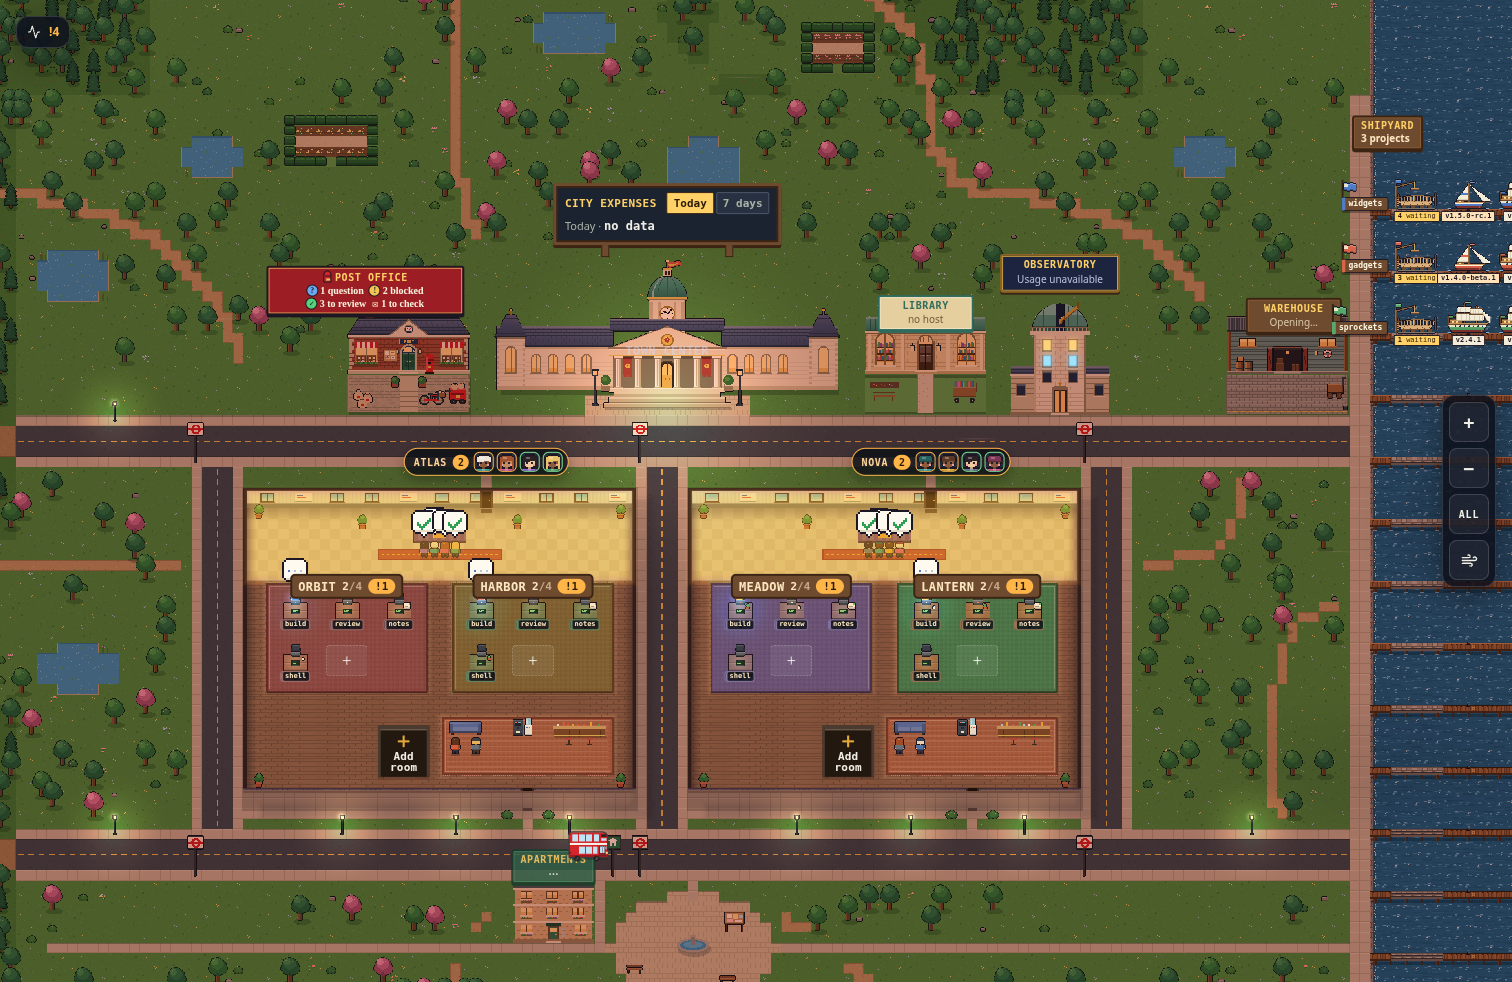 !4
SHIPYARD
3 projects
CITY EXPENSES Today 7 days
Today · no data
widgets
4 waiting v1.5.0-rc.1
gadgets
3 waiting v1.4.0-beta.1
sprockets
1 waiting v2.4.1
POST OFFICE
? 1 question ! 2 blocked
✓ 3 to review ✉ 1 to check
LIBRARY
no host
OBSERVATORY
Usage unavailable
WAREHOUSE
Opening...
+
−
ALL
ATLAS 2
NOVA 2
ORBIT 2/4 !1
build review notes
shell +
HARBOR 2/4 !1
build review notes
shell +
MEADOW 2/4 !1
build review notes
shell +
LANTERN 2/4 !1
build review notes
shell +
+
Add
room
+
Add
room
APARTMENTS
...